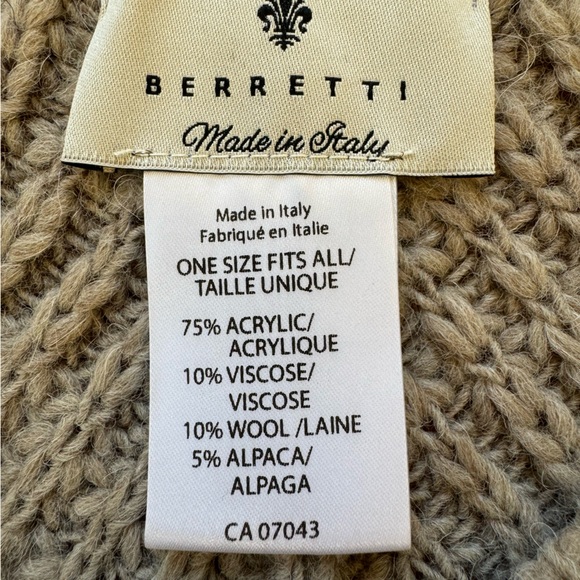 BERRETTI
Made in Italy
Made in Italy
Fabriqué en Italie
ONE SIZE FITS ALL/
TAILLE UNIQUE
75% ACRYLIC/
ACRYLIQUE
10% VISCOSE/
VISCOSE
10% WOOL /LAINE
5% ALPACA/
ALPAGA
CA 07043